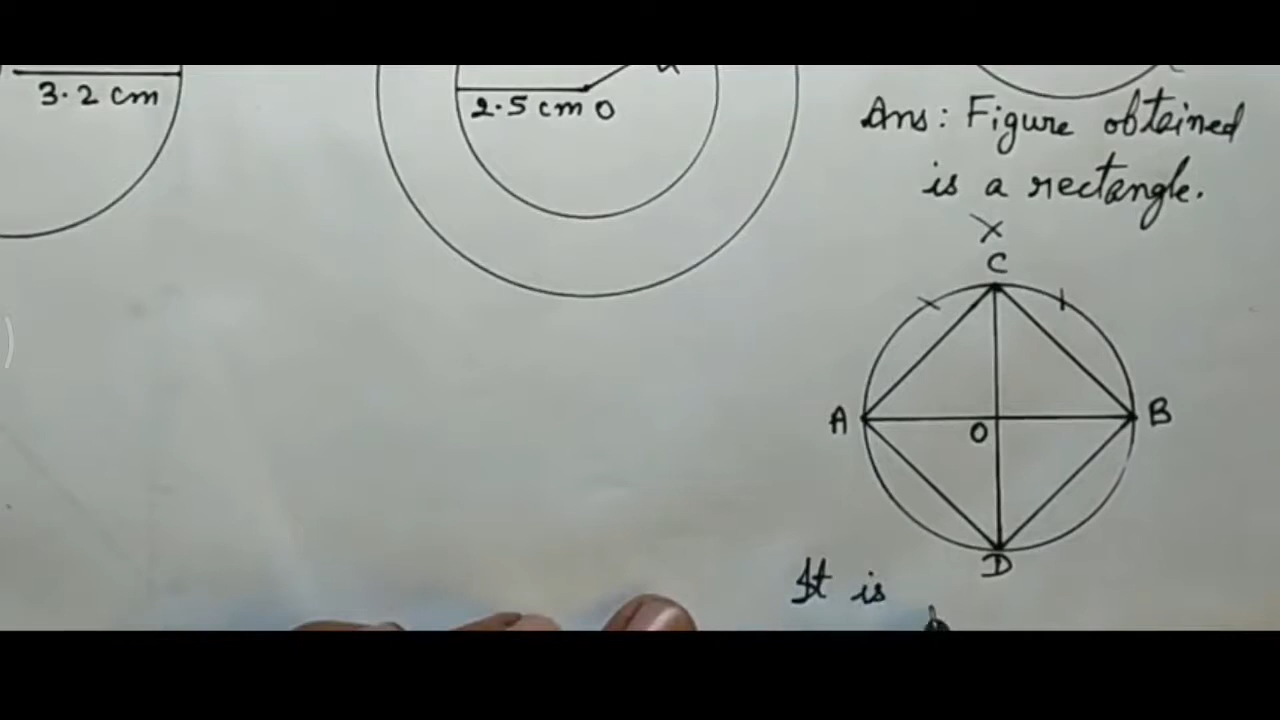 3.2 cm
2.5 cm O
Ans: Figure obtained
is a rectangle.
C
A
O
B
D
It is